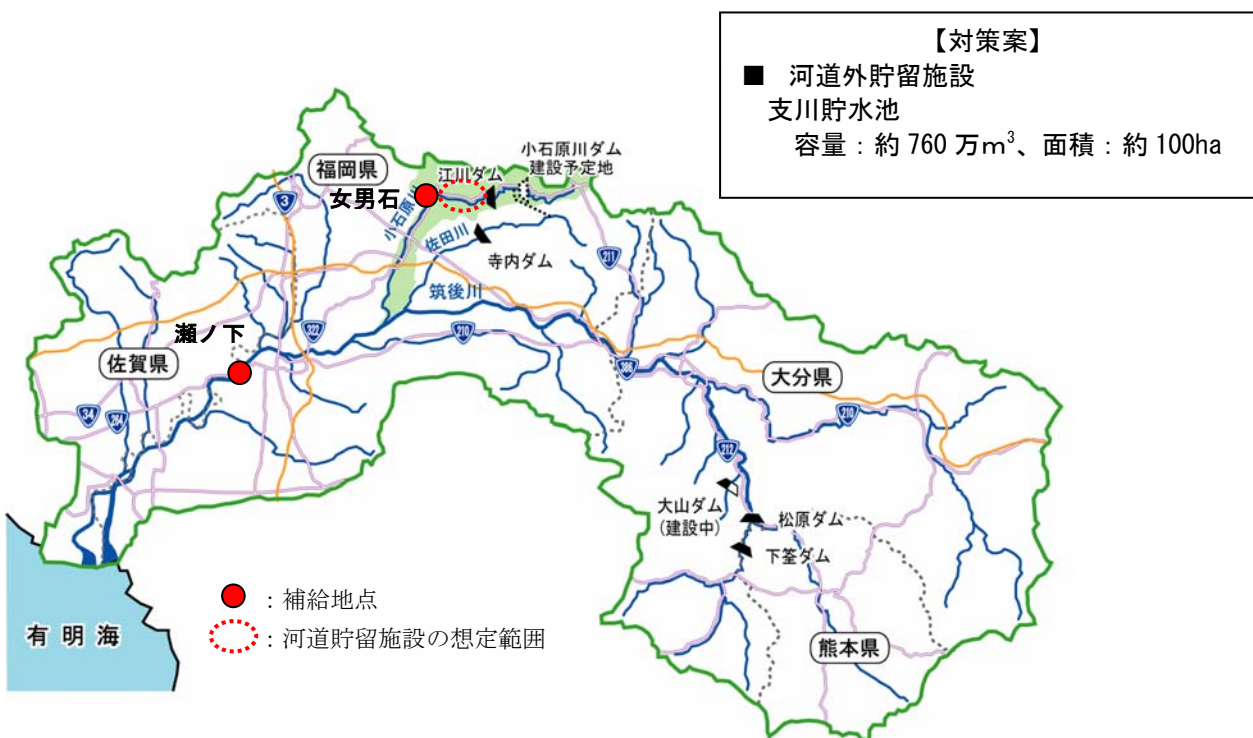 【対策案】
■ 河道外貯留施設
支川貯水池
容量：約 760 万m³、面積：約 100ha
小石原川ダム
建設予定地
福岡県
江川ダム
女男石
小石原川
佐田川
寺内ダム
3
211
筑後川
瀬ノ下
322
210
佐賀県
386
大分県
34
264
210
212
大山ダム
(建設中)
松原ダム
下筌ダム
：補給地点
：河道貯留施設の想定範囲
有明海
熊本県